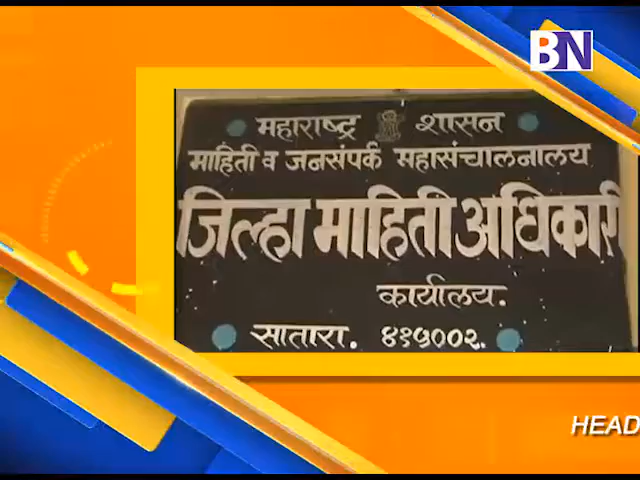 BN
महाराष्ट्र शासन
माहिती व जनसंपर्क महासंचालनालय
जिल्हा माहिती अधिकारी
कार्यालय.
सातारा. ४१५००२.
HEAD